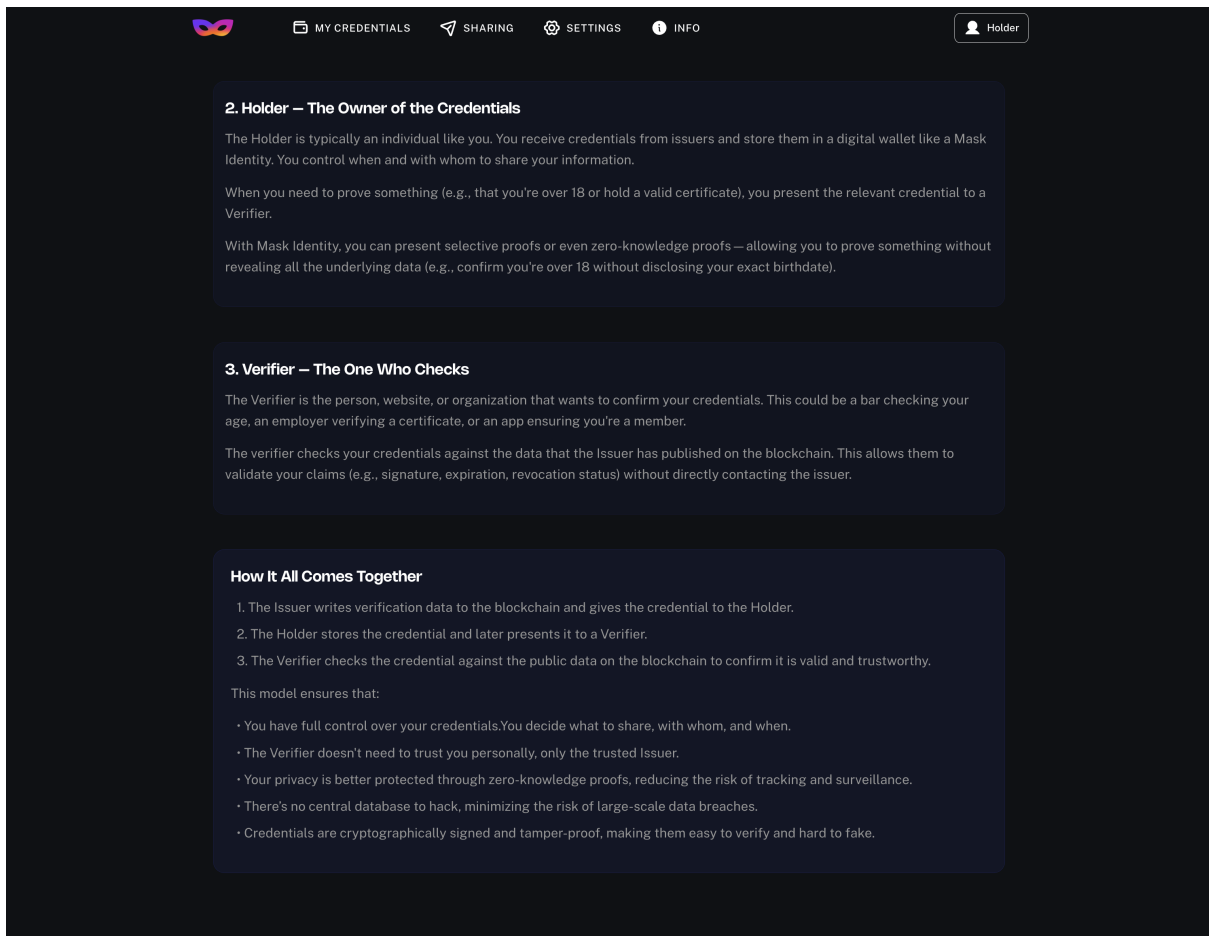 MY CREDENTIALS
SHARING
SETTINGS
INFO
Holder
2. Holder — The Owner of the Credentials
The Holder is typically an individual like you. You receive credentials from issuers and store them in a digital wallet like a Mask
Identity. You control when and with whom to share your information.
When you need to prove something (e.g., that you're over 18 or hold a valid certificate), you present the relevant credential to a
Verifier.
With Mask Identity, you can present selective proofs or even zero-knowledge proofs — allowing you to prove something without
revealing all the underlying data (e.g., confirm you're over 18 without disclosing your exact birthdate).
3. Verifier — The One Who Checks
The Verifier is the person, website, or organization that wants to confirm your credentials. This could be a bar checking your
age, an employer verifying a certificate, or an app ensuring you're a member.
The verifier checks your credentials against the data that the Issuer has published on the blockchain. This allows them to
validate your claims (e.g., signature, expiration, revocation status) without directly contacting the issuer.
How It All Comes Together
1. The Issuer writes verification data to the blockchain and gives the credential to the Holder.
2. The Holder stores the credential and later presents it to a Verifier.
3. The Verifier checks the credential against the public data on the blockchain to confirm it is valid and trustworthy.
This model ensures that:
• You have full control over your credentials.You decide what to share, with whom, and when.
• The Verifier doesn't need to trust you personally, only the trusted Issuer.
• Your privacy is better protected through zero-knowledge proofs, reducing the risk of tracking and surveillance.
• There's no central database to hack, minimizing the risk of large-scale data breaches.
• Credentials are cryptographically signed and tamper-proof, making them easy to verify and hard to fake.